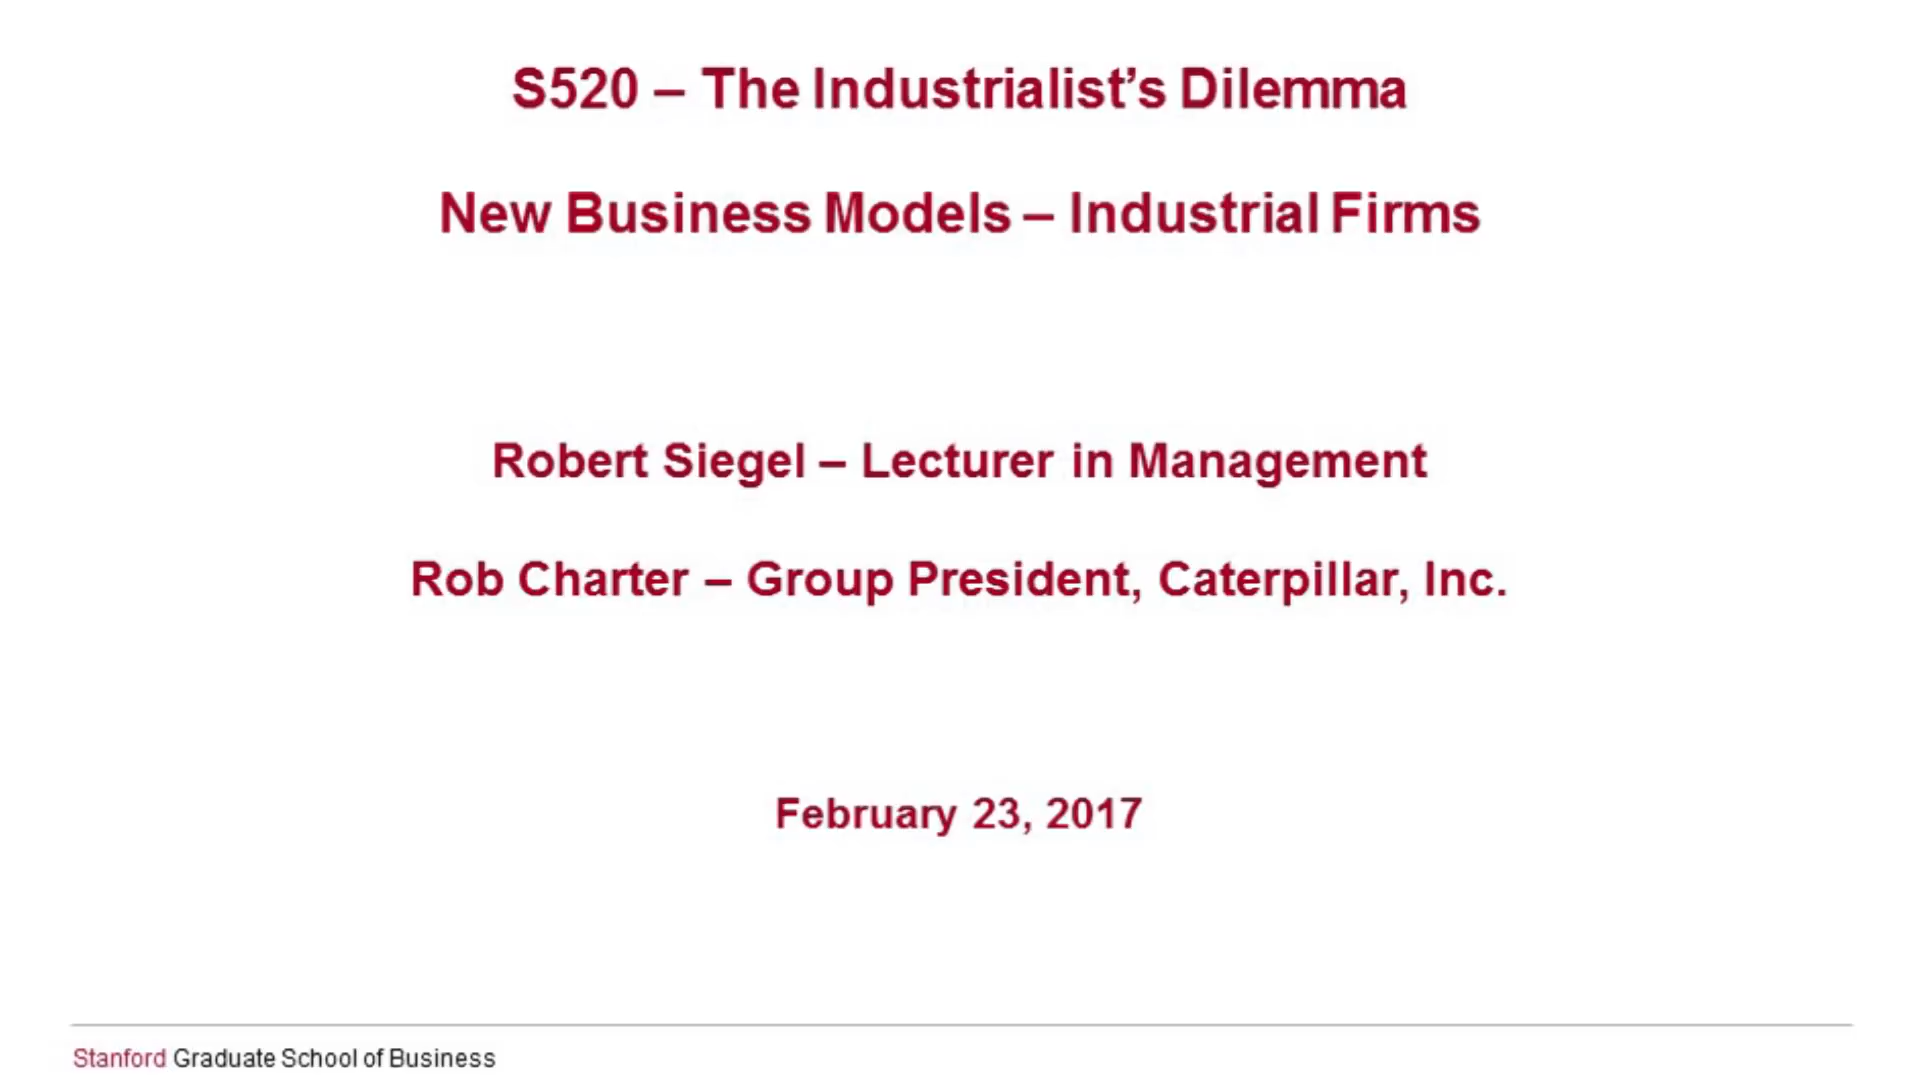 S520 – The Industrialist’s Dilemma
New Business Models – Industrial Firms
Robert Siegel – Lecturer in Management
Rob Charter – Group President, Caterpillar, Inc.
February 23, 2017
Stanford Graduate School of Business